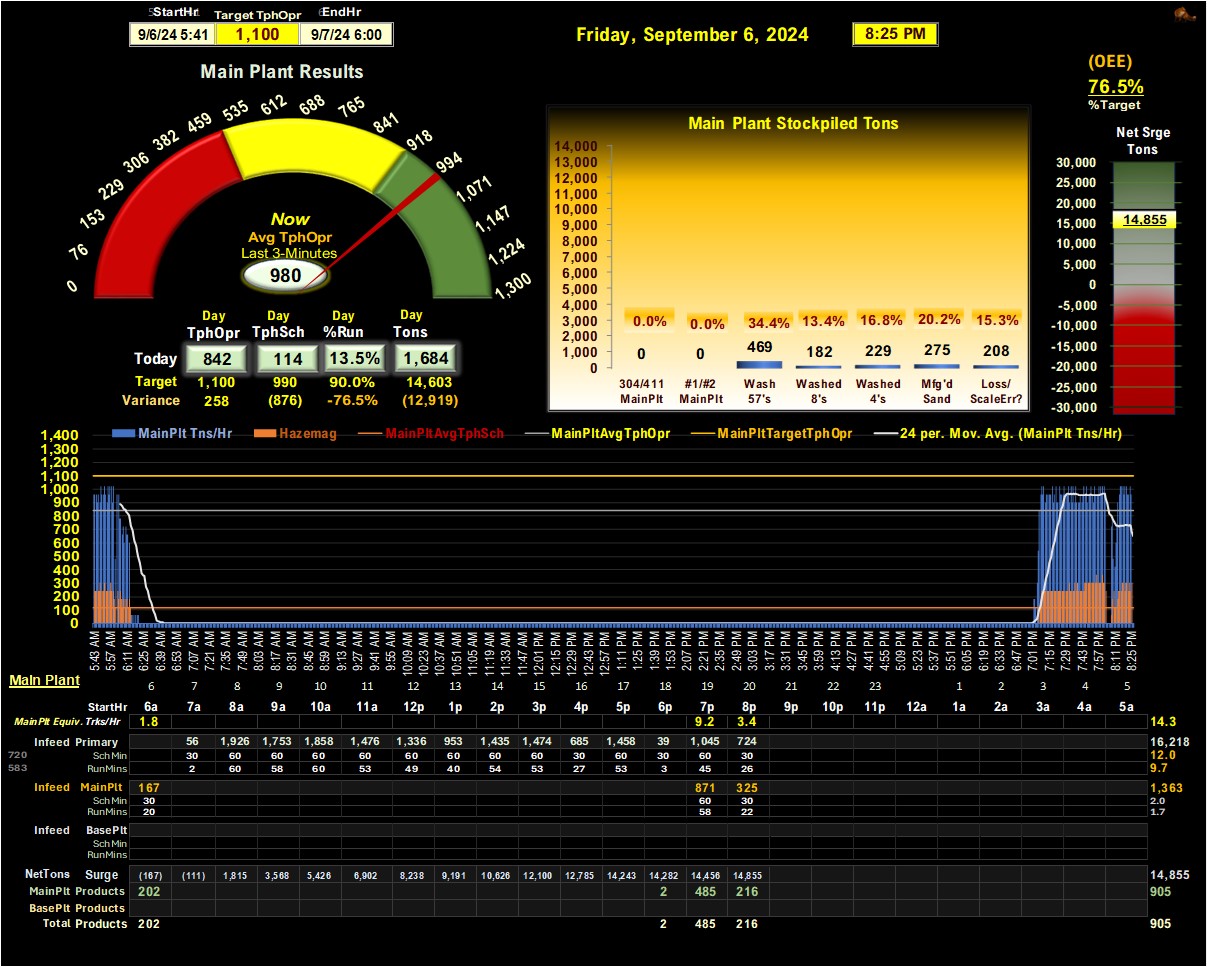 StartHr Target TphOpr EndHr
9/6/24 5:41 1,100 9/7/24 6:00
Friday, September 6, 2024
8:25 PM
(OEE)
76.5%
%Target
Main Plant Results
0 76 153 229 306 382 459 535 612 688 765 841 918 994 1,071 1,147 1,224 1,300
Now
Avg TphOpr
Last 3-Minutes
980
Day Day Day Day
TphOpr TphSch %Run Tons
Today 842 114 13.5% 1,684
Target 1,100 990 90.0% 14,603
Variance 258 (876) -76.5% (12,919)
Main Plant Stockpiled Tons
14,000
13,000
12,000
11,000
10,000
9,000
8,000
7,000
6,000
5,000
4,000
3,000
2,000
1,000
0
0.0% 0.0% 34.4% 13.4% 16.8% 20.2% 15.3%
0 0 469 182 229 275 208
304/411 #1/#2 Wash Washed Washed Mfg'd Loss/
MainPlt MainPlt 57's 8's 4's Sand ScaleErr?
Net Srge
Tons
30,000
25,000
20,000
15,000
10,000
5,000
0
-5,000
-10,000
-15,000
-20,000
-25,000
-30,000
14,855
MainPlt Tns/Hr Hazemag MainPltAvgTphSch MainPltAvgTphOpr MainPltTargetTphOpr 24 per. Mov. Avg. (MainPlt Tns/Hr)
1,400
1,300
1,200
1,100
1,000
900
800
700
600
500
400
300
200
100
0
5:43 AM 5:57 AM 6:11 AM 6:25 AM 6:39 AM 6:53 AM 7:07 AM 7:21 AM 7:35 AM 7:49 AM 8:03 AM 8:17 AM 8:31 AM 8:45 AM 8:59 AM 9:13 AM 9:27 AM 9:41 AM 9:55 AM 10:09 AM 10:23 AM 10:37 AM 10:51 AM 11:05 AM 11:19 AM 11:33 AM 11:47 AM 12:01 PM 12:15 PM 12:29 PM 12:43 PM 12:57 PM 1:11 PM 1:25 PM 1:39 PM 1:53 PM 2:07 PM 2:21 PM 2:35 PM 2:49 PM 3:03 PM 3:17 PM 3:31 PM 3:45 PM 3:59 PM 4:13 PM 4:27 PM 4:41 PM 4:55 PM 5:09 PM 5:23 PM 5:37 PM 5:51 PM 6:05 PM 6:19 PM 6:33 PM 6:47 PM 7:01 PM 7:15 PM 7:29 PM 7:43 PM 7:57 PM 8:11 PM 8:25 PM
Main Plant
6 7 8 9 10 11 12 13 14 15 16 17 18 19 20 21 22 23 1 2 3 4 5
StartHr 6a 7a 8a 9a 10a 11a 12p 1p 2p 3p 4p 5p 6p 7p 8p 9p 10p 11p 12a 1a 2a 3a 4a 5a
MainPlt Equiv. Trks/Hr 1.8 9.2 3.4 14.3
Infeed Primary 56 1,926 1,753 1,858 1,476 1,336 953 1,435 1,474 685 1,458 39 1,045 724 16,218
720 SchMin 30 60 60 60 60 60 60 60 60 30 60 30 60 30 12.0
583 RunMins 2 60 58 60 53 49 40 54 53 27 53 3 45 26 9.7
Infeed MainPlt 167 871 325 1,363
SchMin 30 60 30 2.0
RunMins 20 58 22 1.7
Infeed BasePlt
SchMin
RunMins
NetTons Surge (167) (111) 1,815 3,568 5,426 6,902 8,238 9,191 10,626 12,100 12,785 14,243 14,282 14,456 14,855 14,855
MainPlt Products 202 2 485 216 905
BasePlt Products
Total Products 202 2 485 216 905